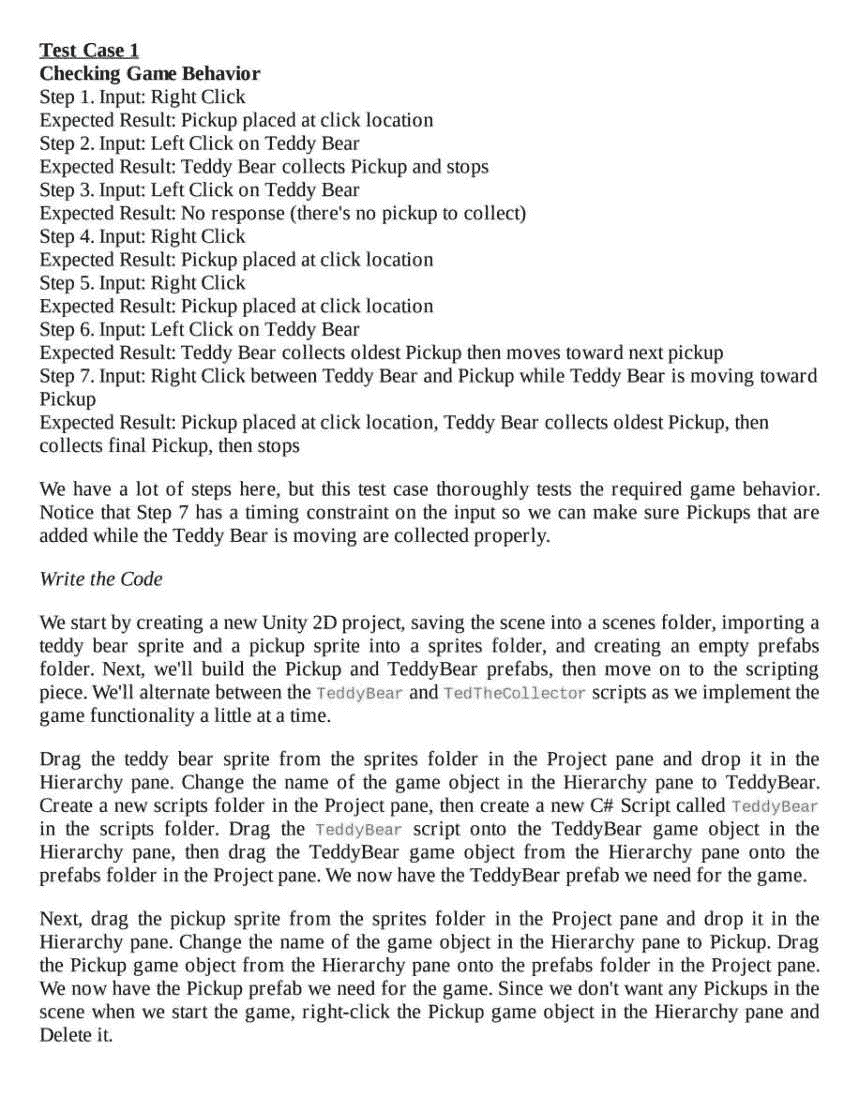 Test Case 1
Checking Game Behavior
Step 1. Input: Right Click
Expected Result: Pickup placed at click location
Step 2. Input: Left Click on Teddy Bear
Expected Result: Teddy Bear collects Pickup and stops
Step 3. Input: Left Click on Teddy Bear
Expected Result: No response (there's no pickup to collect)
Step 4. Input: Right Click
Expected Result: Pickup placed at click location
Step 5. Input: Right Click
Expected Result: Pickup placed at click location
Step 6. Input: Left Click on Teddy Bear
Expected Result: Teddy Bear collects oldest Pickup then moves toward next pickup
Step 7. Input: Right Click between Teddy Bear and Pickup while Teddy Bear is moving toward
Pickup
Expected Result: Pickup placed at click location, Teddy Bear collects oldest Pickup, then
collects final Pickup, then stops
We have a lot of steps here, but this test case thoroughly tests the required game behavior.
Notice that Step 7 has a timing constraint on the input so we can make sure Pickups that are
added while the Teddy Bear is moving are collected properly.
Write the Code
We start by creating a new Unity 2D project, saving the scene into a scenes folder, importing a
teddy bear sprite and a pickup sprite into a sprites folder, and creating an empty prefabs
folder. Next, we'll build the Pickup and TeddyBear prefabs, then move on to the scripting
piece. We'll alternate between the TeddyBear and TedTheCollector scripts as we implement the
game functionality a little at a time.
Drag the teddy bear sprite from the sprites folder in the Project pane and drop it in the
Hierarchy pane. Change the name of the game object in the Hierarchy pane to TeddyBear.
Create a new scripts folder in the Project pane, then create a new C# Script called TeddyBear
in the scripts folder. Drag the TeddyBear script onto the TeddyBear game object in the
Hierarchy pane, then drag the TeddyBear game object from the Hierarchy pane onto the
prefabs folder in the Project pane. We now have the TeddyBear prefab we need for the game.
Next, drag the pickup sprite from the sprites folder in the Project pane and drop it in the
Hierarchy pane. Change the name of the game object in the Hierarchy pane to Pickup. Drag
the Pickup game object from the Hierarchy pane onto the prefabs folder in the Project pane.
We now have the Pickup prefab we need for the game. Since we don't want any Pickups in the
scene when we start the game, right-click the Pickup game object in the Hierarchy pane and
Delete it.